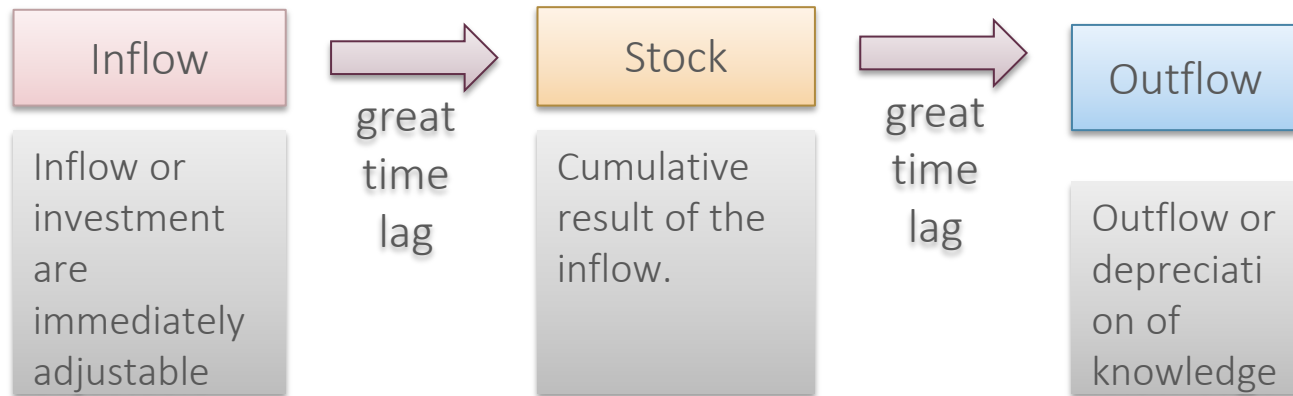 Inflow
great
time
lag
Stock
great
time
lag
Outflow
Inflow or
investment
are
immediately
adjustable
Cumulative
result of the
inflow.
Outflow or
depreciati
on of
knowledge